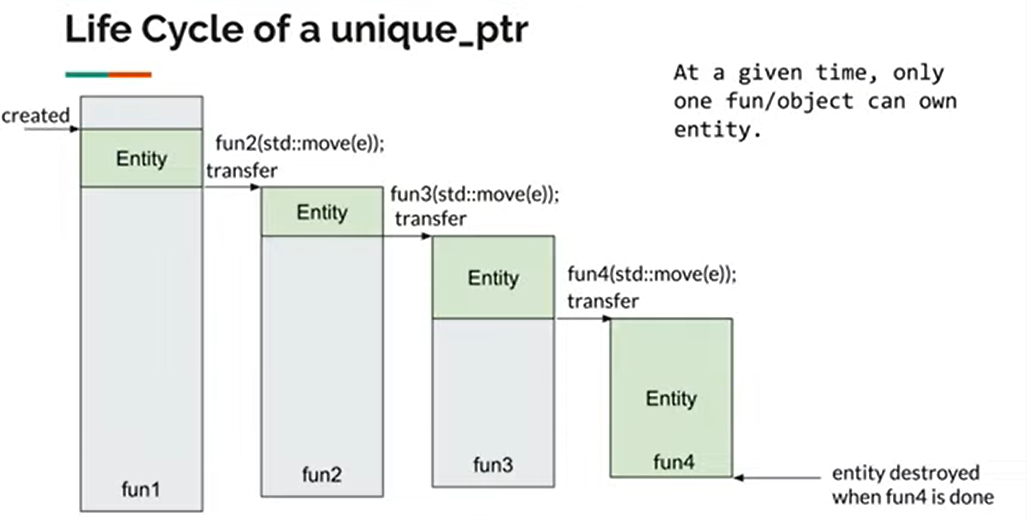 Life Cycle of a unique_ptr
At a given time, only
one fun/object can own
entity.
created
Entity
fun2(std::move(e));
transfer
Entity
fun3(std::move(e));
transfer
Entity
fun4(std::move(e));
transfer
Entity
fun1
fun2
fun3
fun4
entity destroyed
when fun4 is done